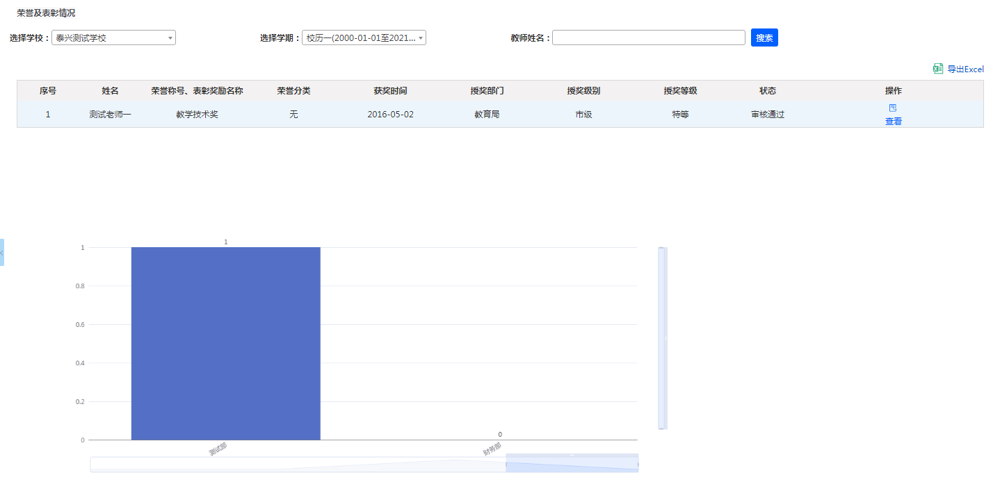 荣誉及表彰情况
选择学校： 泰兴测试学校 选择学期： 校历一(2000-01-01至2021... 教师姓名： 搜索
导出Excel
序号 姓名 荣誉称号、表彰奖励名称 荣誉分类 获奖时间 授奖部门 授奖级别 授奖等级 状态 操作
1 测试老师一 教学技术奖 无 2016-05-02 教育局 市级 特等 审核通过 查看
1
1
0.8
0.6
0.4
0.2
0
0
测试部 财务部